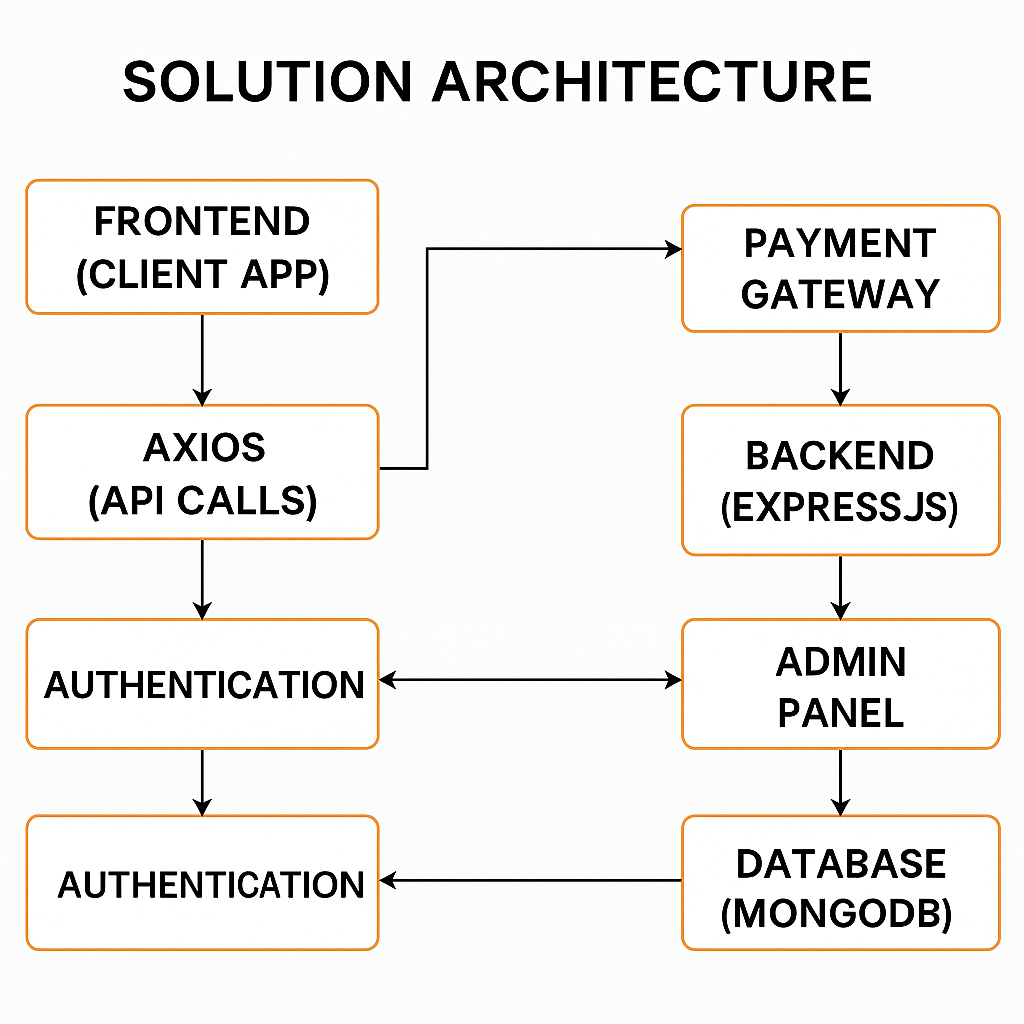 SOLUTION ARCHITECTURE
FRONTEND
(CLIENT APP)
AXIOS
(API CALLS)
AUTHENTICATION
AUTHENTICATION
PAYMENT
GATEWAY
BACKEND
(EXPRESSJS)
ADMIN
PANEL
DATABASE
(MONGODB)